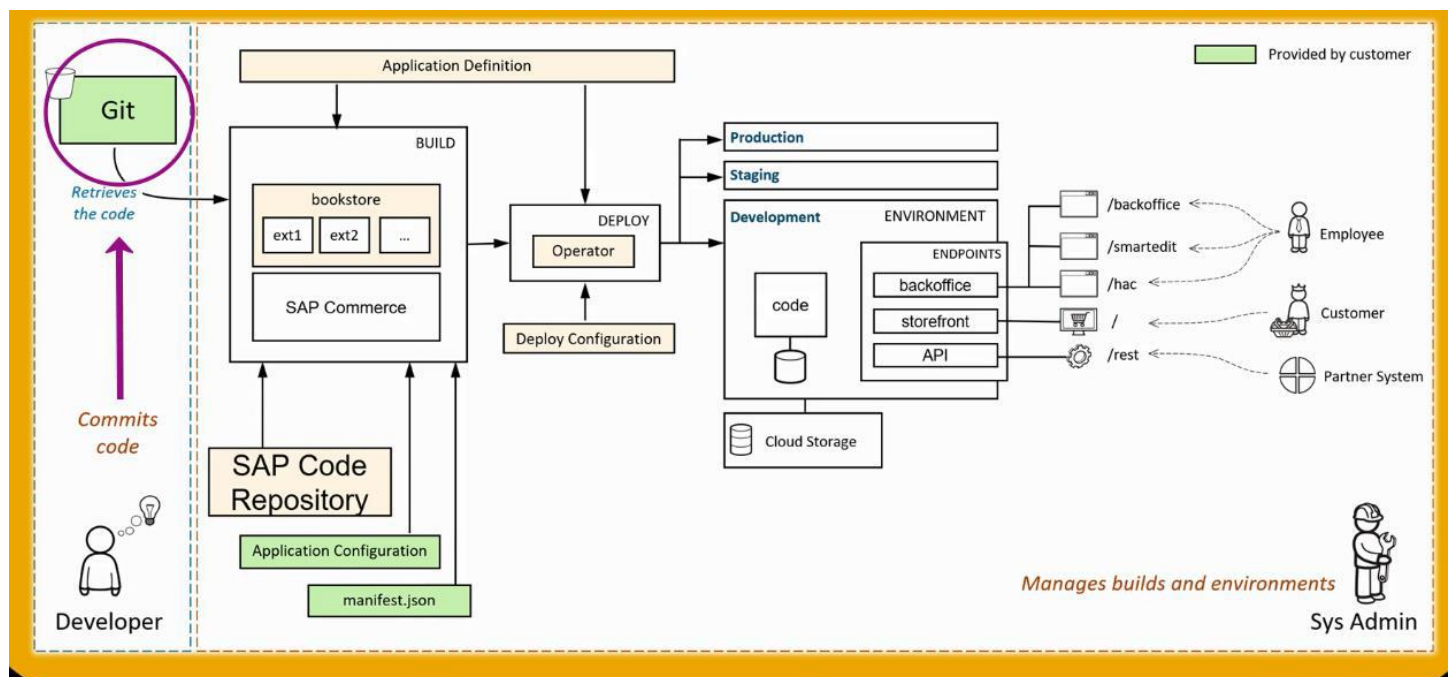 Provided by customer
Application Definition
Git
BUILD
Retrieves
the code
bookstore
ext1
ext2
...
SAP Commerce
DEPLOY
Operator
Deploy Configuration
Production
Staging
Development
ENVIRONMENT
code
ENDPOINTS
backoffice
storefront
API
Cloud Storage
/backoffice
/smartedit
/hac
/
/rest
Employee
Customer
Partner System
Commits
code
SAP Code
Repository
Application Configuration
manifest.json
Developer
Manages builds and environments
Sys Admin